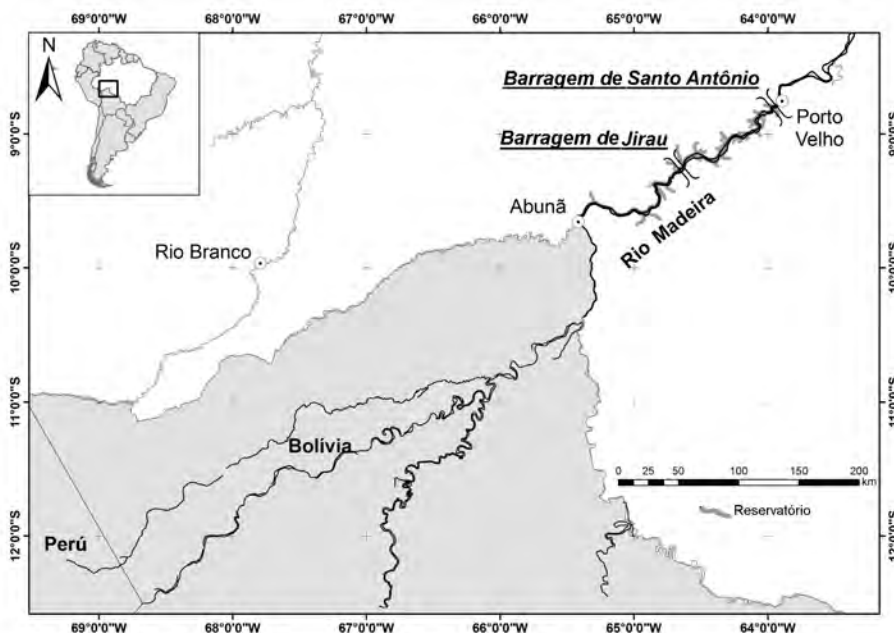 69°0'0"W 68°0'0"W 67°0'0"W 66°0'0"W 65°0'0"W 64°0'0"W
N
Barragem de Santo Antônio
Porto
Velho
Barragem de Jirau
9°0'0"S
9°0'0"S
Abunã
Rio Madeira
Rio Branco
10°0'0"S
10°0'0"S
11°0'0"S
11°0'0"S
Bolívia
0 25 50 100 150 200
km
Reservatório
Perú
12°0'0"S
12°0'0"S
69°0'0"W 68°0'0"W 67°0'0"W 66°0'0"W 65°0'0"W 64°0'0"W